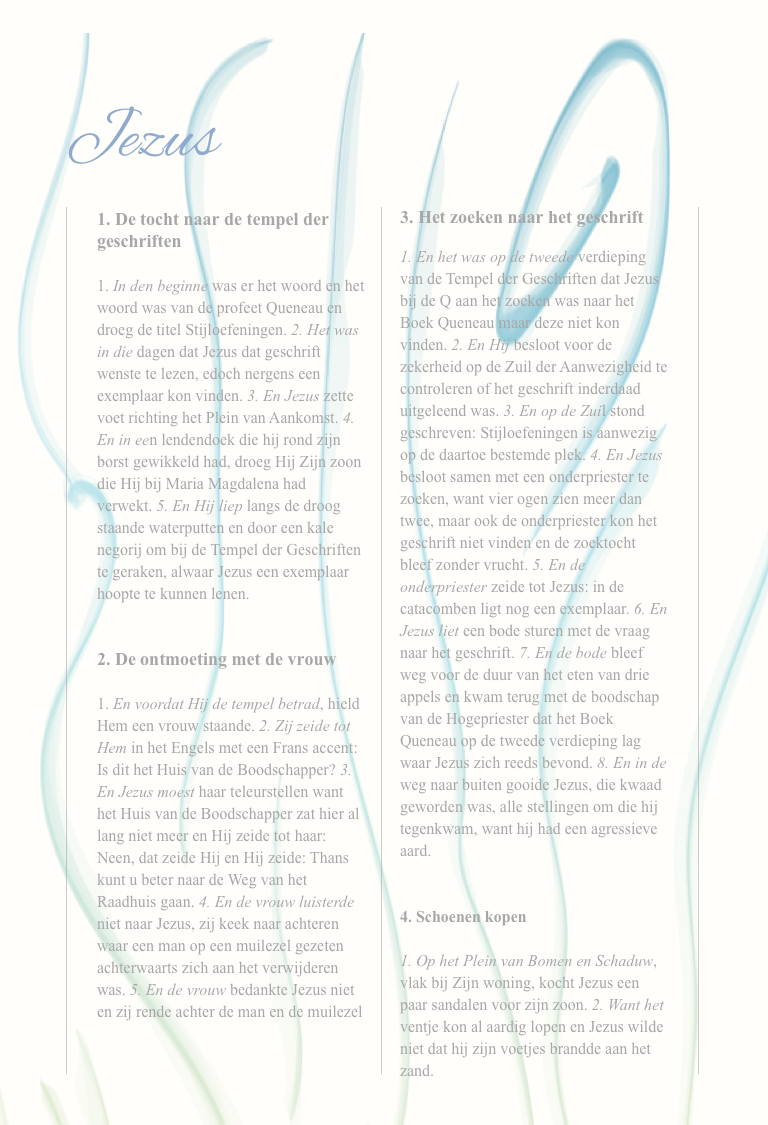 Jezus
1. De tocht naar de tempel der
geschriften
1. In den beginne was er het woord en het
woord was van de profeet Queneau en
droeg de titel Stijloefeningen. 2. Het was
in die dagen dat Jezus dat geschrift
wenste te lezen, edoch nergens een
exemplaar kon vinden. 3. En Jezus zette
voet richting het Plein van Aankomst. 4.
En in een lendendoek die hij rond zijn
borst gewikkeld had, droeg Hij Zijn zoon
die Hij bij Maria Magdalena had
verwekt. 5. En Hij liep langs de droog
staande waterputten en door een kale
negorij om bij de Tempel der Geschriften
te geraken, alwaar Jezus een exemplaar
hoopte te kunnen lenen.
2. De ontmoeting met de vrouw
1. En voordat Hij de tempel betrad, hield
Hem een vrouw staande. 2. Zij zeide tot
Hem in het Engels met een Frans accent:
Is dit het Huis van de Boodschapper? 3.
En Jezus moest haar teleurstellen want
het Huis van de Boodschapper zat hier al
lang niet meer en Hij zeide tot haar:
Neen, dat zeide Hij en Hij zeide: Thans
kunt u beter naar de Weg van het
Raadhuis gaan. 4. En de vrouw luisterde
niet naar Jezus, zij keek naar achteren
waar een man op een muilezel gezeten
achterwaarts zich aan het verwijderen
was. 5. En de vrouw bedankte Jezus niet
en zij rende achter de man en de muilezel
3. Het zoeken naar het geschrift
1. En het was op de tweede verdieping
van de Tempel der Geschriften dat Jezus
bij de Q aan het zoeken was naar het
Boek Queneau maar deze niet kon
vinden. 2. En Hij besloot voor de
zekerheid op de Zuil der Aanwezigheid te
controleren of het geschrift inderdaad
uitgeleend was. 3. En op de Zuil stond
geschreven: Stijloefeningen is aanwezig
op de daartoe bestemde plek. 4. En Jezus
besloot samen met een onderpriester te
zoeken, want vier ogen zien meer dan
twee, maar ook de onderpriester kon het
geschrift niet vinden en de zoektocht
bleef zonder vrucht. 5. En de
onderpriester zeide tot Jezus: in de
catacomben ligt nog een exemplaar. 6. En
Jezus liet een bode sturen met de vraag
naar het geschrift. 7. En de bode bleef
weg voor de duur van het eten van drie
appels en kwam terug met de boodschap
van de Hogepriester dat het Boek
Queneau op de tweede verdieping lag
waar Jezus zich reeds bevond. 8. En in de
weg naar buiten gooide Jezus, die kwaad
geworden was, alle stellingen om die hij
tegenkwam, want hij had een agressieve
aard.
4. Schoenen kopen
1. Op het Plein van Bomen en Schaduw,
vlak bij Zijn woning, kocht Jezus een
paar sandalen voor zijn zoon. 2. Want het
ventje kon al aardig lopen en Jezus wilde
niet dat hij zijn voetjes brandde aan het
zand.